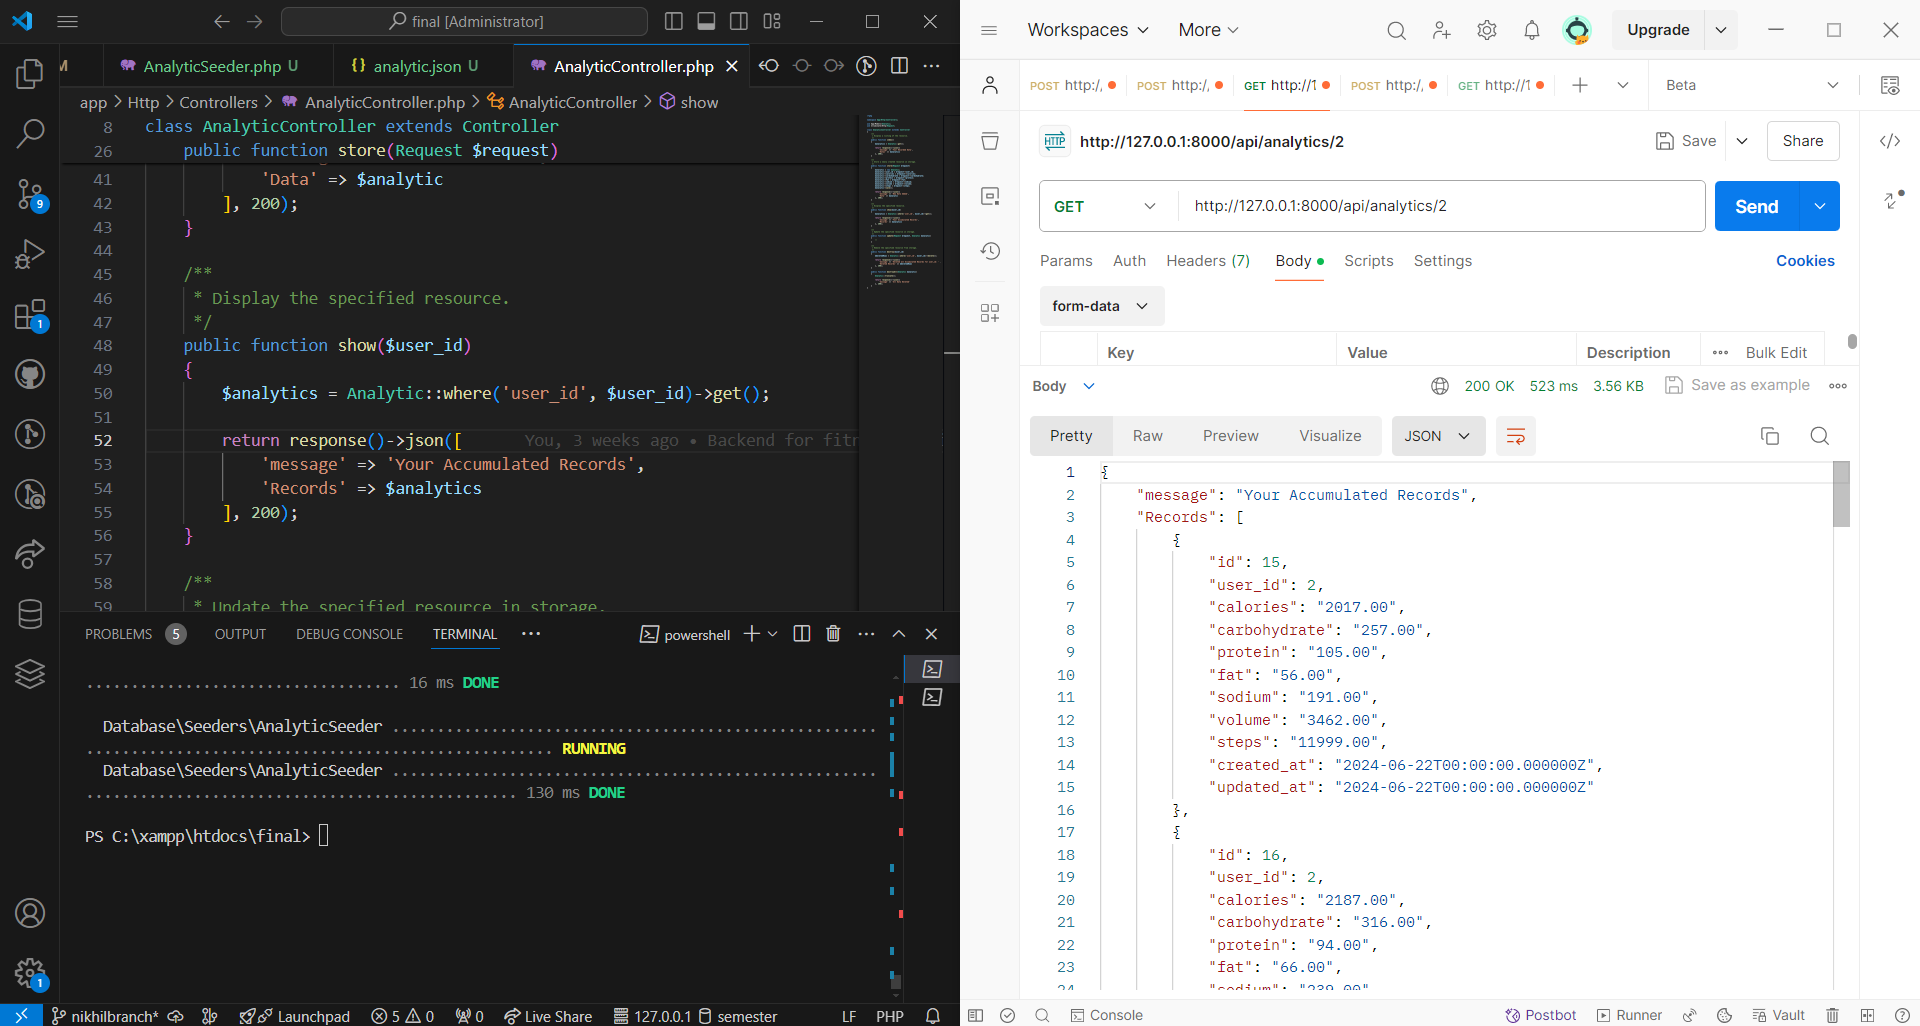 final [Administrator]
M
AnalyticSeeder.php U
{} analytic.json U
AnalyticController.php
app > Http > Controllers > AnalyticController.php > AnalyticController > show
8 class AnalyticController extends Controller
26 public function store(Request $request)
41 'Data' => $analytic
42 ], 200);
43 }
44
45 /**
46 * Display the specified resource.
47 */
48 public function show($user_id)
49 {
50 $analytics = Analytic::where('user_id', $user_id)->get();
51
52 return response()->json([ You, 3 weeks ago • Backend for fitr
53 'message' => 'Your Accumulated Records',
54 'Records' => $analytics
55 ], 200);
56 }
57
58 /**
59 * Update the specified resource in storage.
PROBLEMS 5 OUTPUT DEBUG CONSOLE TERMINAL ••• powershell
.................................. 16 ms DONE
Database\Seeders\AnalyticSeeder ......................................................
.................................................... RUNNING
Database\Seeders\AnalyticSeeder ......................................................
................................................ 130 ms DONE
PS C:\xampp\htdocs\final>
9
1
1
nikhilbranch* Launchpad 5 0 0 Live Share 127.0.0.1 semester LF PHP
Workspaces More Upgrade
POST http:/, POST http:/, GET http://1 POST http:/, GET http://1 Beta
HTTP http://127.0.0.1:8000/api/analytics/2 Save Share
GET http://127.0.0.1:8000/api/analytics/2 Send
Params Auth Headers (7) Body Scripts Settings Cookies
form-data
Key Value Description Bulk Edit
Body 200 OK 523 ms 3.56 KB Save as example
Pretty Raw Preview Visualize JSON
1 {
2 "message": "Your Accumulated Records",
3 "Records": [
4 {
5 "id": 15,
6 "user_id": 2,
7 "calories": "2017.00",
8 "carbohydrate": "257.00",
9 "protein": "105.00",
10 "fat": "56.00",
11 "sodium": "191.00",
12 "volume": "3462.00",
13 "steps": "11999.00",
14 "created_at": "2024-06-22T00:00:00.000000Z",
15 "updated_at": "2024-06-22T00:00:00.000000Z"
16 },
17 {
18 "id": 16,
19 "user_id": 2,
20 "calories": "2187.00",
21 "carbohydrate": "316.00",
22 "protein": "94.00",
23 "fat": "66.00",
24 "sodium": "239.00"
Console Postbot Runner Vault